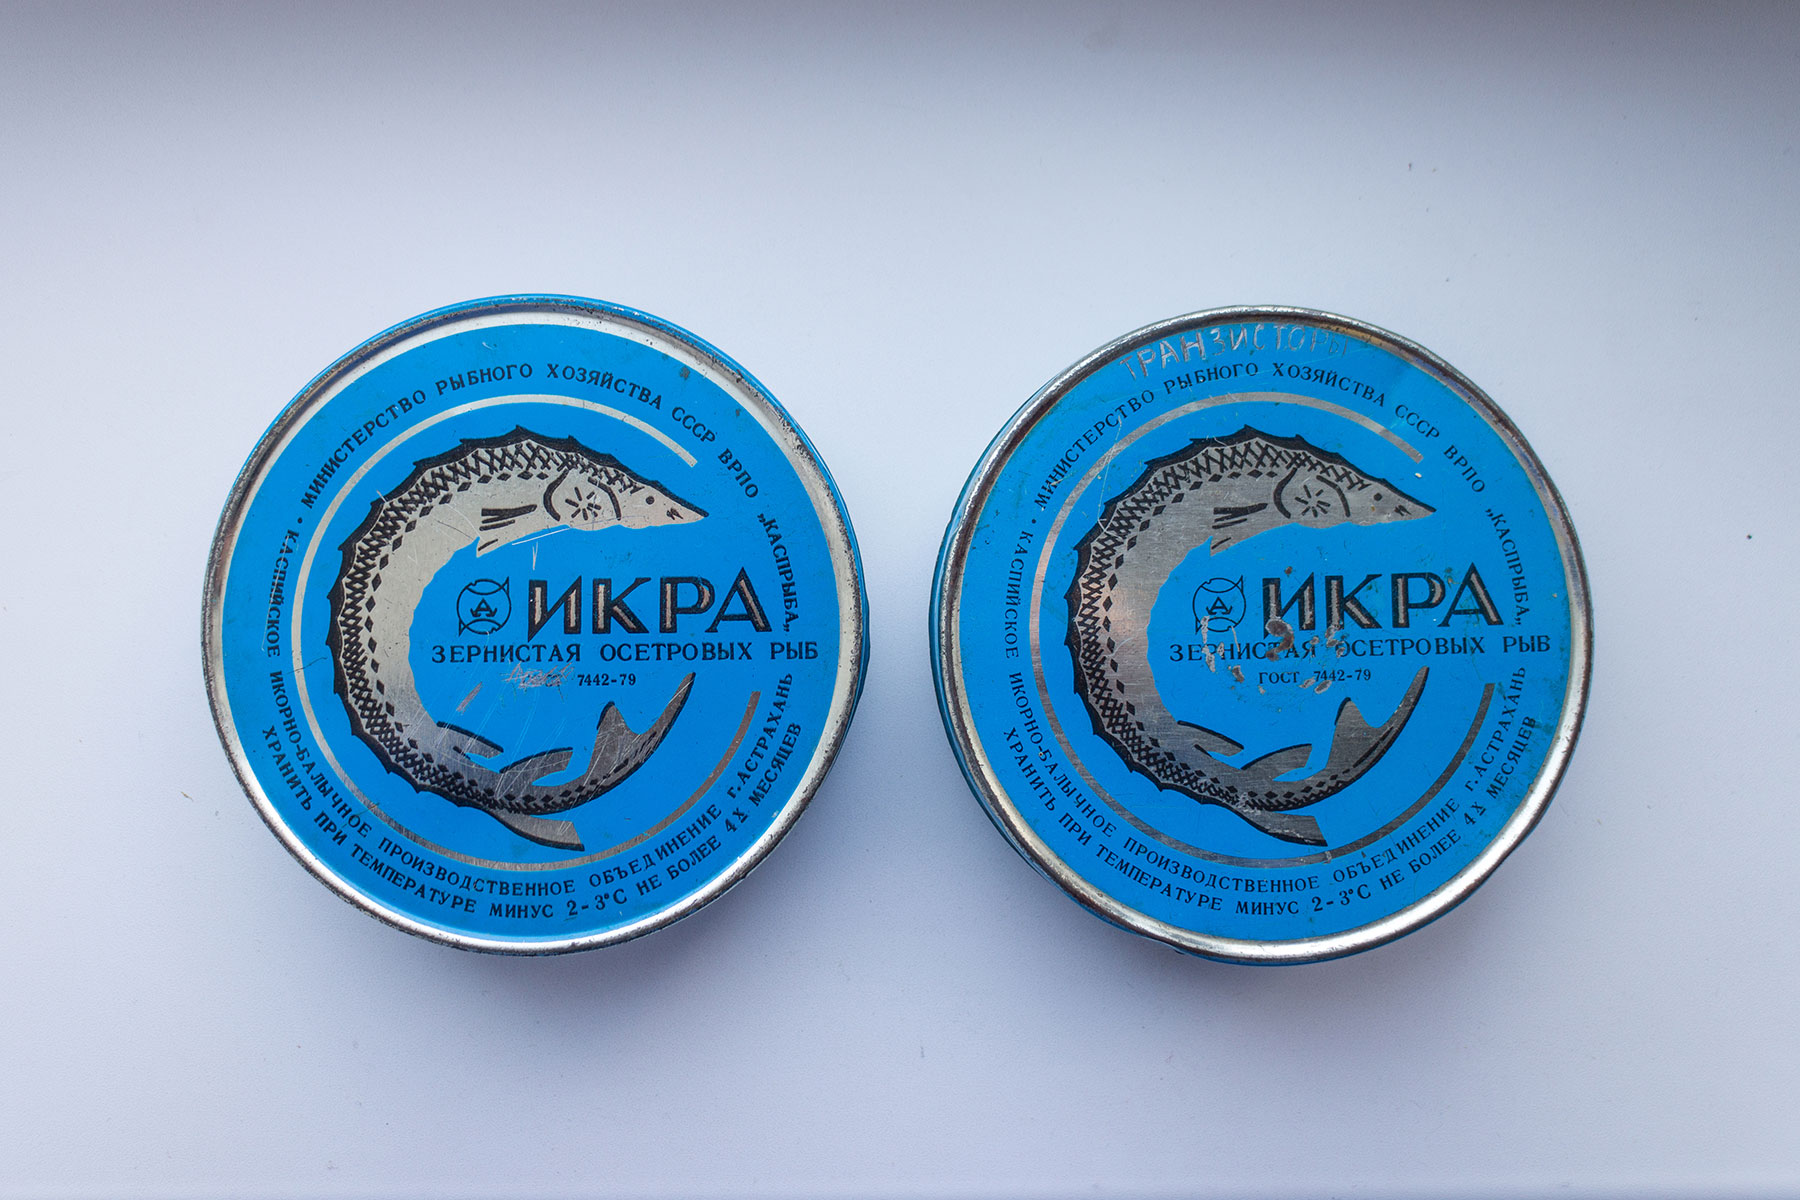 МИНИСТЕРСТВО РЫБНОГО ХОЗЯЙСТВА СССР ВРПО „КАСПРЫБА„
ИКРА
ЗЕРНИСТАЯ ОСЕТРОВЫХ РЫБ
7442-79
• КАСПИЙСКОЕ ИКОРНО-БАЛЫЧНОЕ ПРОИЗВОДСТВЕННОЕ ОБЪЕДИНЕНИЕ Г.АСТРАХАНЬ
ХРАНИТЬ ПРИ ТЕМПЕРАТУРЕ МИНУС 2-3°С НЕ БОЛЕЕ 4Х МЕСЯЦЕВ
ТРАНЗИСТОРЫ
МИНИСТЕРСТВО РЫБНОГО ХОЗЯЙСТВА СССР ВРПО „КАСПРЫБА„
ИКРА
ЗЕРНИСТАЯ ОСЕТРОВЫХ РЫБ
ГОСТ 7442-79
• КАСПИЙСКОЕ ИКОРНО-БАЛЫЧНОЕ ПРОИЗВОДСТВЕННОЕ ОБЪЕДИНЕНИЕ Г.АСТРАХАНЬ
ХРАНИТЬ ПРИ ТЕМПЕРАТУРЕ МИНУС 2-3°С НЕ БОЛЕЕ 4Х МЕСЯЦЕВ